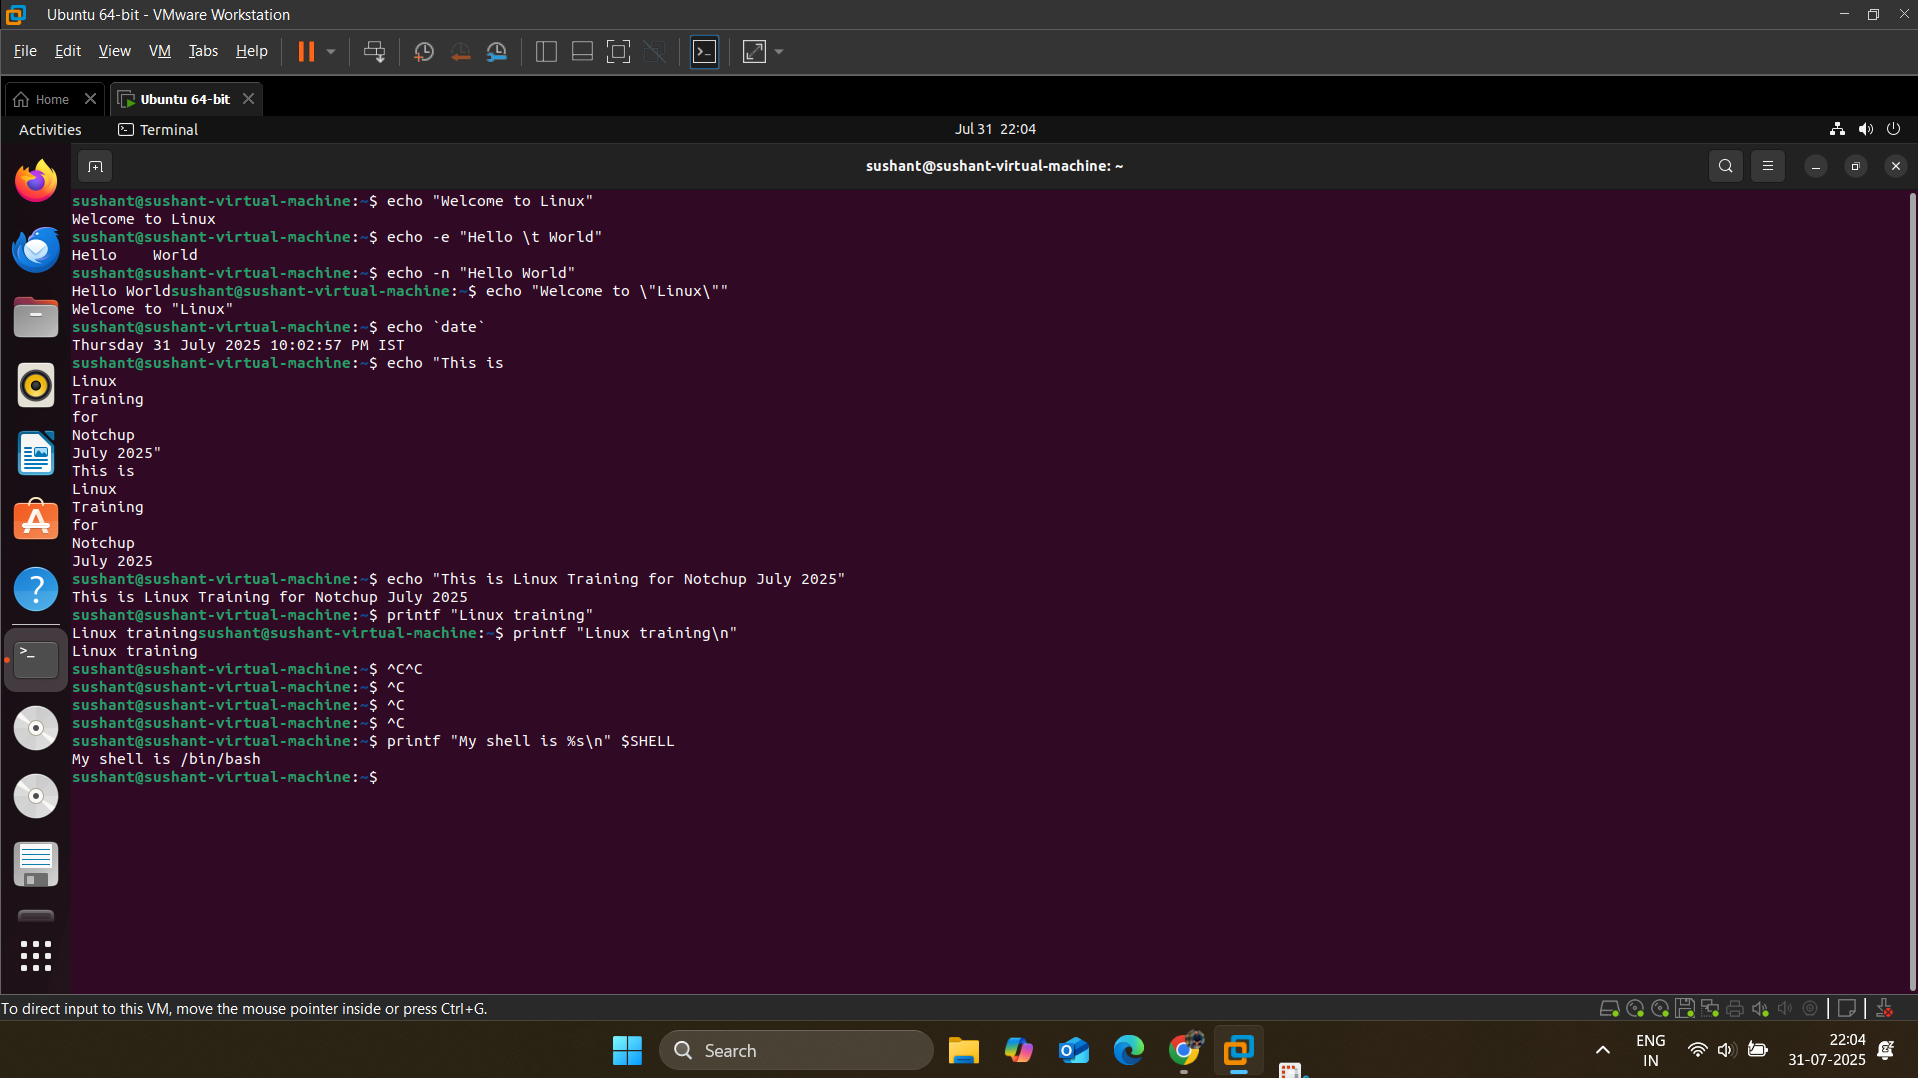 Ubuntu 64-bit - VMware Workstation
File Edit View VM Tabs Help
Home Ubuntu 64-bit
Activities Terminal Jul 31 22:04
sushant@sushant-virtual-machine: ~
sushant@sushant-virtual-machine:~$ echo "Welcome to Linux"
Welcome to Linux
sushant@sushant-virtual-machine:~$ echo -e "Hello \t World"
Hello    World
sushant@sushant-virtual-machine:~$ echo -n "Hello World"
Hello Worldsushant@sushant-virtual-machine:~$ echo "Welcome to \"Linux\""
Welcome to "Linux"
sushant@sushant-virtual-machine:~$ echo `date`
Thursday 31 July 2025 10:02:57 PM IST
sushant@sushant-virtual-machine:~$ echo "This is
Linux
Training
for
Notchup
July 2025"
This is
Linux
Training
for
Notchup
July 2025
sushant@sushant-virtual-machine:~$ echo "This is Linux Training for Notchup July 2025"
This is Linux Training for Notchup July 2025
sushant@sushant-virtual-machine:~$ printf "Linux training"
Linux trainingsushant@sushant-virtual-machine:~$ printf "Linux training\n"
Linux training
sushant@sushant-virtual-machine:~$ ^C^C
sushant@sushant-virtual-machine:~$ ^C
sushant@sushant-virtual-machine:~$ ^C
sushant@sushant-virtual-machine:~$ ^C
sushant@sushant-virtual-machine:~$ printf "My shell is %s\n" $SHELL
My shell is /bin/bash
sushant@sushant-virtual-machine:~$
To direct input to this VM, move the mouse pointer inside or press Ctrl+G.
Search
ENG
IN
22:04
31-07-2025